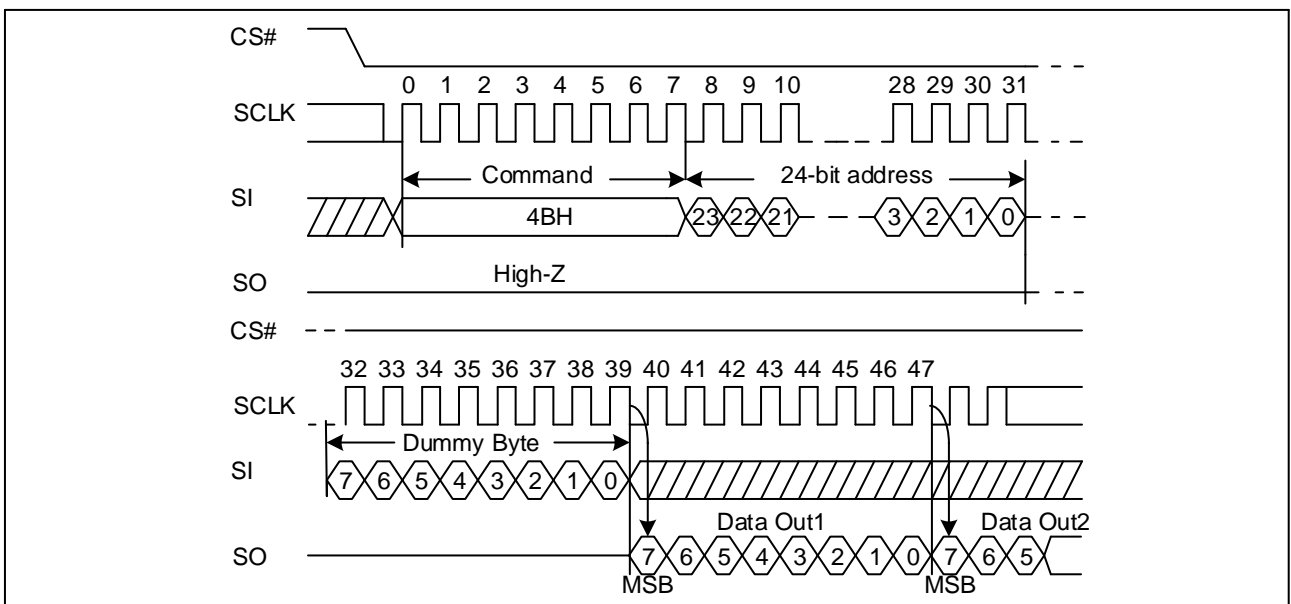 CS#
0 1 2 3 4 5 6 7 8 9 10 28 29 30 31
SCLK
Command 24-bit address
SI
4BH 23 22 21 3 2 1 0
High-Z
SO
CS#
32 33 34 35 36 37 38 39 40 41 42 43 44 45 46 47
SCLK
Dummy Byte
SI
7 6 5 4 3 2 1 0
Data Out1 Data Out2
SO
7 6 5 4 3 2 1 0 7 6 5
MSB MSB